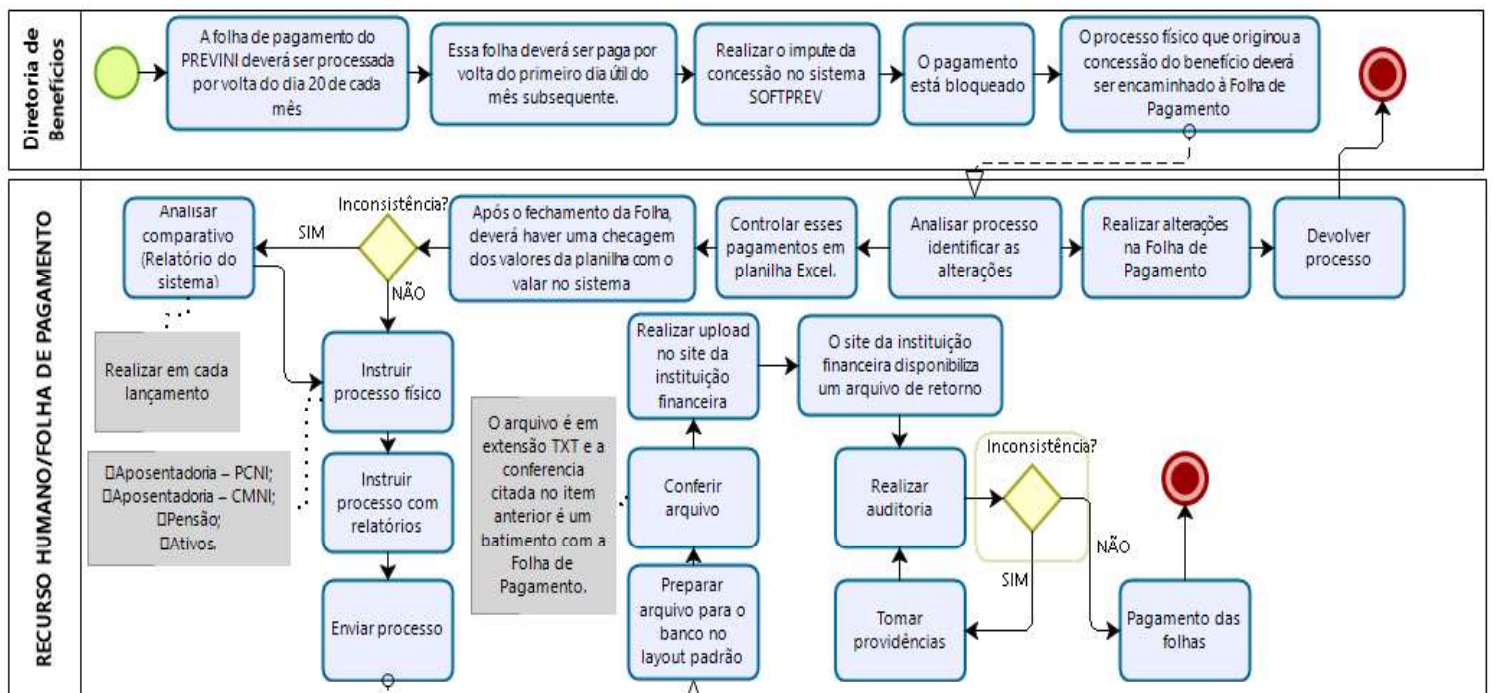 Diretoria de
Benefícios
A folha de pagamento do
PREVINI deverá ser processada
por volta do dia 20 de cada
mês
Essa folha deverá ser paga por
volta do primeiro dia útil do
mês subsequente.
Realizar o impute da
concessão no sistema
SOFTPREV
O pagamento
está bloqueado
O processo físico que originou a
concessão do benefício deverá
ser encaminhado à Folha de
Pagamento
RECURSO HUMANO/FOLHA DE PAGAMENTO
Analisar
comparativo
(Relatório do
sistema)
SIM
Inconsistência?
NÃO
Após o fechamento da Folha,
deverá haver uma checagem
dos valores da planilha com o
valar no sistema
Controlar esses
pagamentos em
planilha Excel.
Analisar processo
identificar as
alterações
Realizar alterações
na Folha de
Pagamento
Devolver
processo
Realizar em cada
lançamento
Instruir
processo físico
Aposentadoria – PCNI;
Aposentadoria – CMNI;
Pensão;
Ativos.
Instruir
processo com
relatórios
Enviar processo
O arquivo é em
extensão TXT e a
conferencia
citada no item
anterior é um
batimento com a
Folha de
Pagamento.
Realizar upload
no site da
instituição
financeira
Conferir
arquivo
Preparar
arquivo para o
banco no
layout padrão
O site da instituição
financeira disponibiliza
um arquivo de retorno
Realizar
auditoria
Inconsistência?
SIM
NÃO
Tomar
providências
Pagamento das
folhas